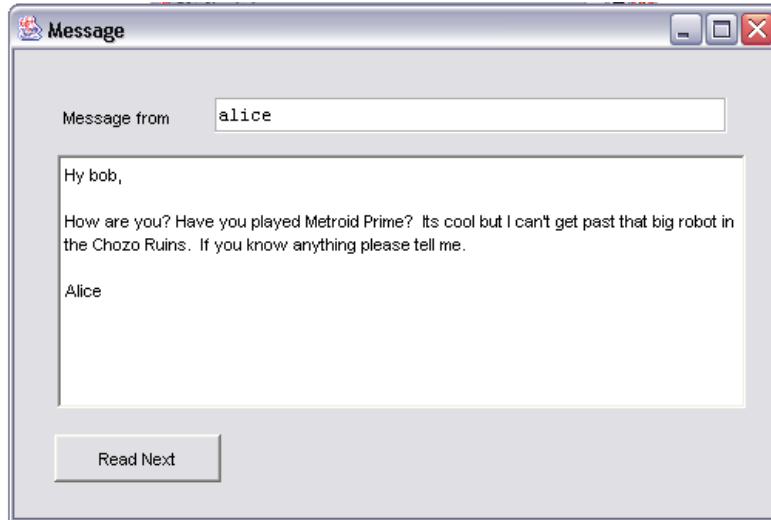 Message
Message from
alice
Hy bob,
How are you? Have you played Metroid Prime?  Its cool but I can't get past that big robot in
the Chozo Ruins.  If you know anything please tell me.
Alice
Read Next